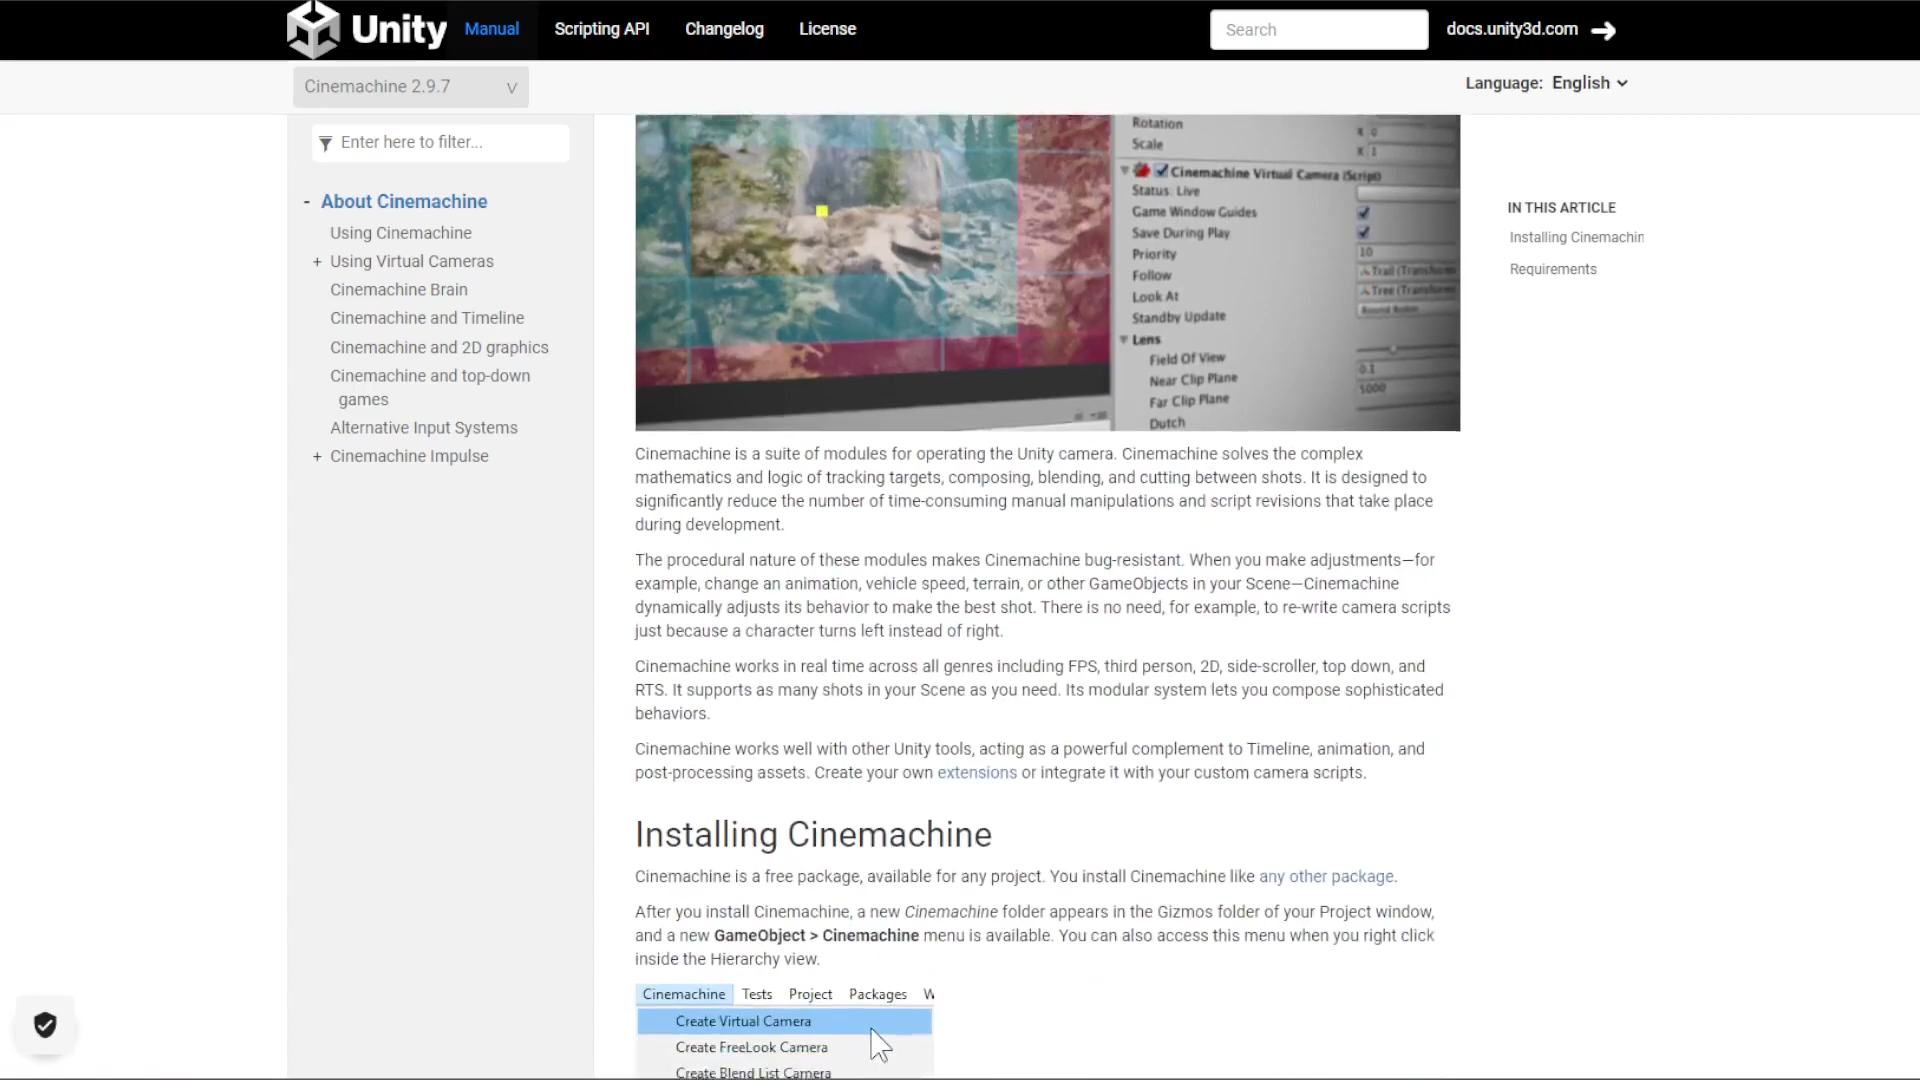 Unity
Manual
Scripting API
Changelog
License
Search
docs.unity3d.com
Cinemachine 2.9.7
Language: English
Enter here to filter...
- About Cinemachine
Using Cinemachine
+ Using Virtual Cameras
Cinemachine Brain
Cinemachine and Timeline
Cinemachine and 2D graphics
Cinemachine and top-down
games
Alternative Input Systems
+ Cinemachine Impulse
Rotation
X 0
Scale
X 1
Cinemachine Virtual Camera (Script)
Status: Live
Game Window Guides
Save During Play
Priority
10
Follow
Trail (Transform
Look At
Tree (Transform
Standby Update
Round Robin
Lens
Field Of View
Near Clip Plane
0.1
Far Clip Plane
5000
Dutch
Cinemachine is a suite of modules for operating the Unity camera. Cinemachine solves the complex
mathematics and logic of tracking targets, composing, blending, and cutting between shots. It is designed to
significantly reduce the number of time-consuming manual manipulations and script revisions that take place
during development.
The procedural nature of these modules makes Cinemachine bug-resistant. When you make adjustments—for
example, change an animation, vehicle speed, terrain, or other GameObjects in your Scene—Cinemachine
dynamically adjusts its behavior to make the best shot. There is no need, for example, to re-write camera scripts
just because a character turns left instead of right.
Cinemachine works in real time across all genres including FPS, third person, 2D, side-scroller, top down, and
RTS. It supports as many shots in your Scene as you need. Its modular system lets you compose sophisticated
behaviors.
Cinemachine works well with other Unity tools, acting as a powerful complement to Timeline, animation, and
post-processing assets. Create your own extensions or integrate it with your custom camera scripts.
Installing Cinemachine
Cinemachine is a free package, available for any project. You install Cinemachine like any other package.
After you install Cinemachine, a new Cinemachine folder appears in the Gizmos folder of your Project window,
and a new GameObject > Cinemachine menu is available. You can also access this menu when you right click
inside the Hierarchy view.
Cinemachine Tests Project Packages W
Create Virtual Camera
Create FreeLook Camera
Create Blend List Camera
IN THIS ARTICLE
Installing Cinemachin
Requirements